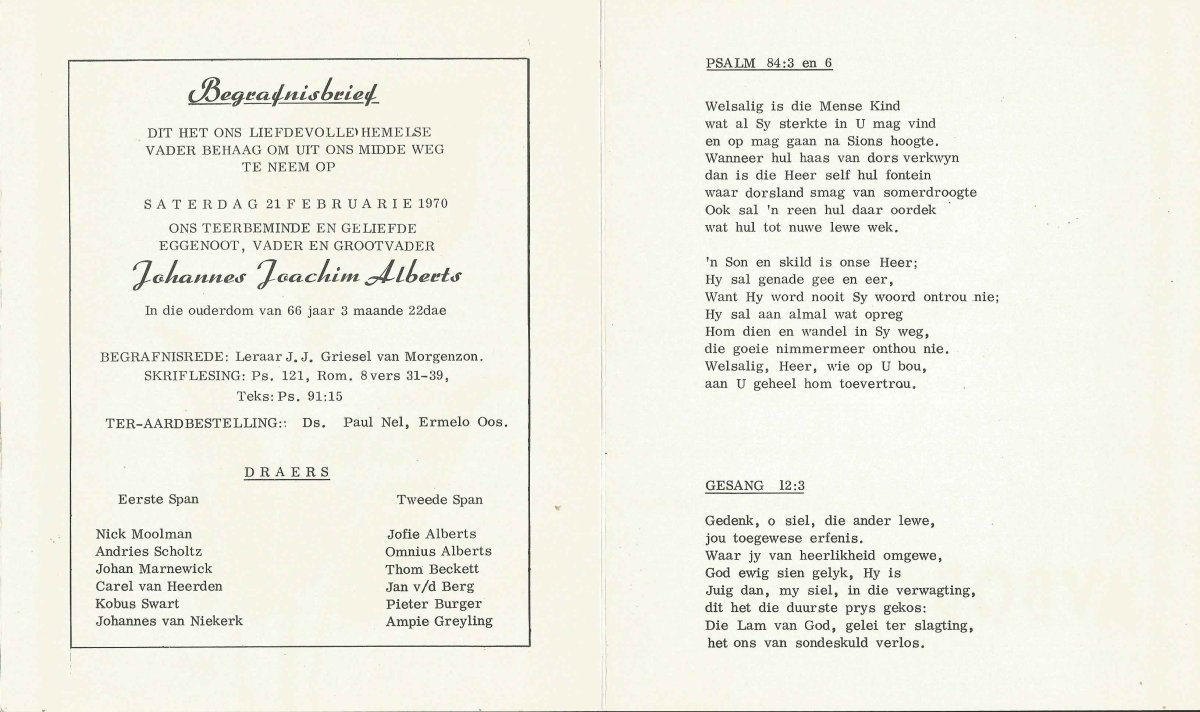 Begrafnisbrief
DIT HET ONS LIEFDEVOLLE HEMELSE
VADER BEHAAG OM UIT ONS MIDDE WEG
TE NEEM OP
SATERDAG 21 FEBRUARIE 1970
ONS TEERBEMINDE EN GELIEFDE
EGGENOOT, VADER EN GROOTVADER
Johannes Joachim Alberts
In die ouderdom van 66 jaar 3 maande 22dae
BEGRAFNISREDE: Leraar J. J. Griesel van Morgenzon.
SKRIFLESING: Ps. 121, Rom. 8 vers 31-39,
Teks: Ps. 91:15
TER-AARDBESTELLING:: Ds. Paul Nel, Ermelo Oos.
DRAERS
Eerste Span
Nick Moolman
Andries Scholtz
Johan Marnewick
Carel van Heerden
Kobus Swart
Johannes van Niekerk
Tweede Span
Jofie Alberts
Omnius Alberts
Thom Beckett
Jan v/d Berg
Pieter Burger
Ampie Greyling
PSALM 84:3 en 6
Welsalig is die Mense Kind
wat al Sy sterkte in U mag vind
en op mag gaan na Sions hoogte.
Wanneer hul haas van dors verkwyn
dan is die Heer self hul fontein
waar dorsland smag van somerdroogte
Ook sal 'n reen hul daar oordek
wat hul tot nuwe lewe wek.
'n Son en skild is onse Heer;
Hy sal genade gee en eer,
Want Hy word nooit Sy woord ontrou nie;
Hy sal aan almal wat opreg
Hom dien en wandel in Sy weg,
die goeie nimmermeer onthou nie.
Welsalig, Heer, wie op U bou,
aan U geheel hom toevertrou.
GESANG 12:3
Gedenk, o siel, die ander lewe,
jou toegewese erfenis.
Waar jy van heerlikheid omgewe,
God ewig sien gelyk, Hy is
Juig dan, my siel, in die verwagting,
dit het die duurste prys gekos:
Die Lam van God, gelei ter slagting,
het ons van sondeskuld verlos.